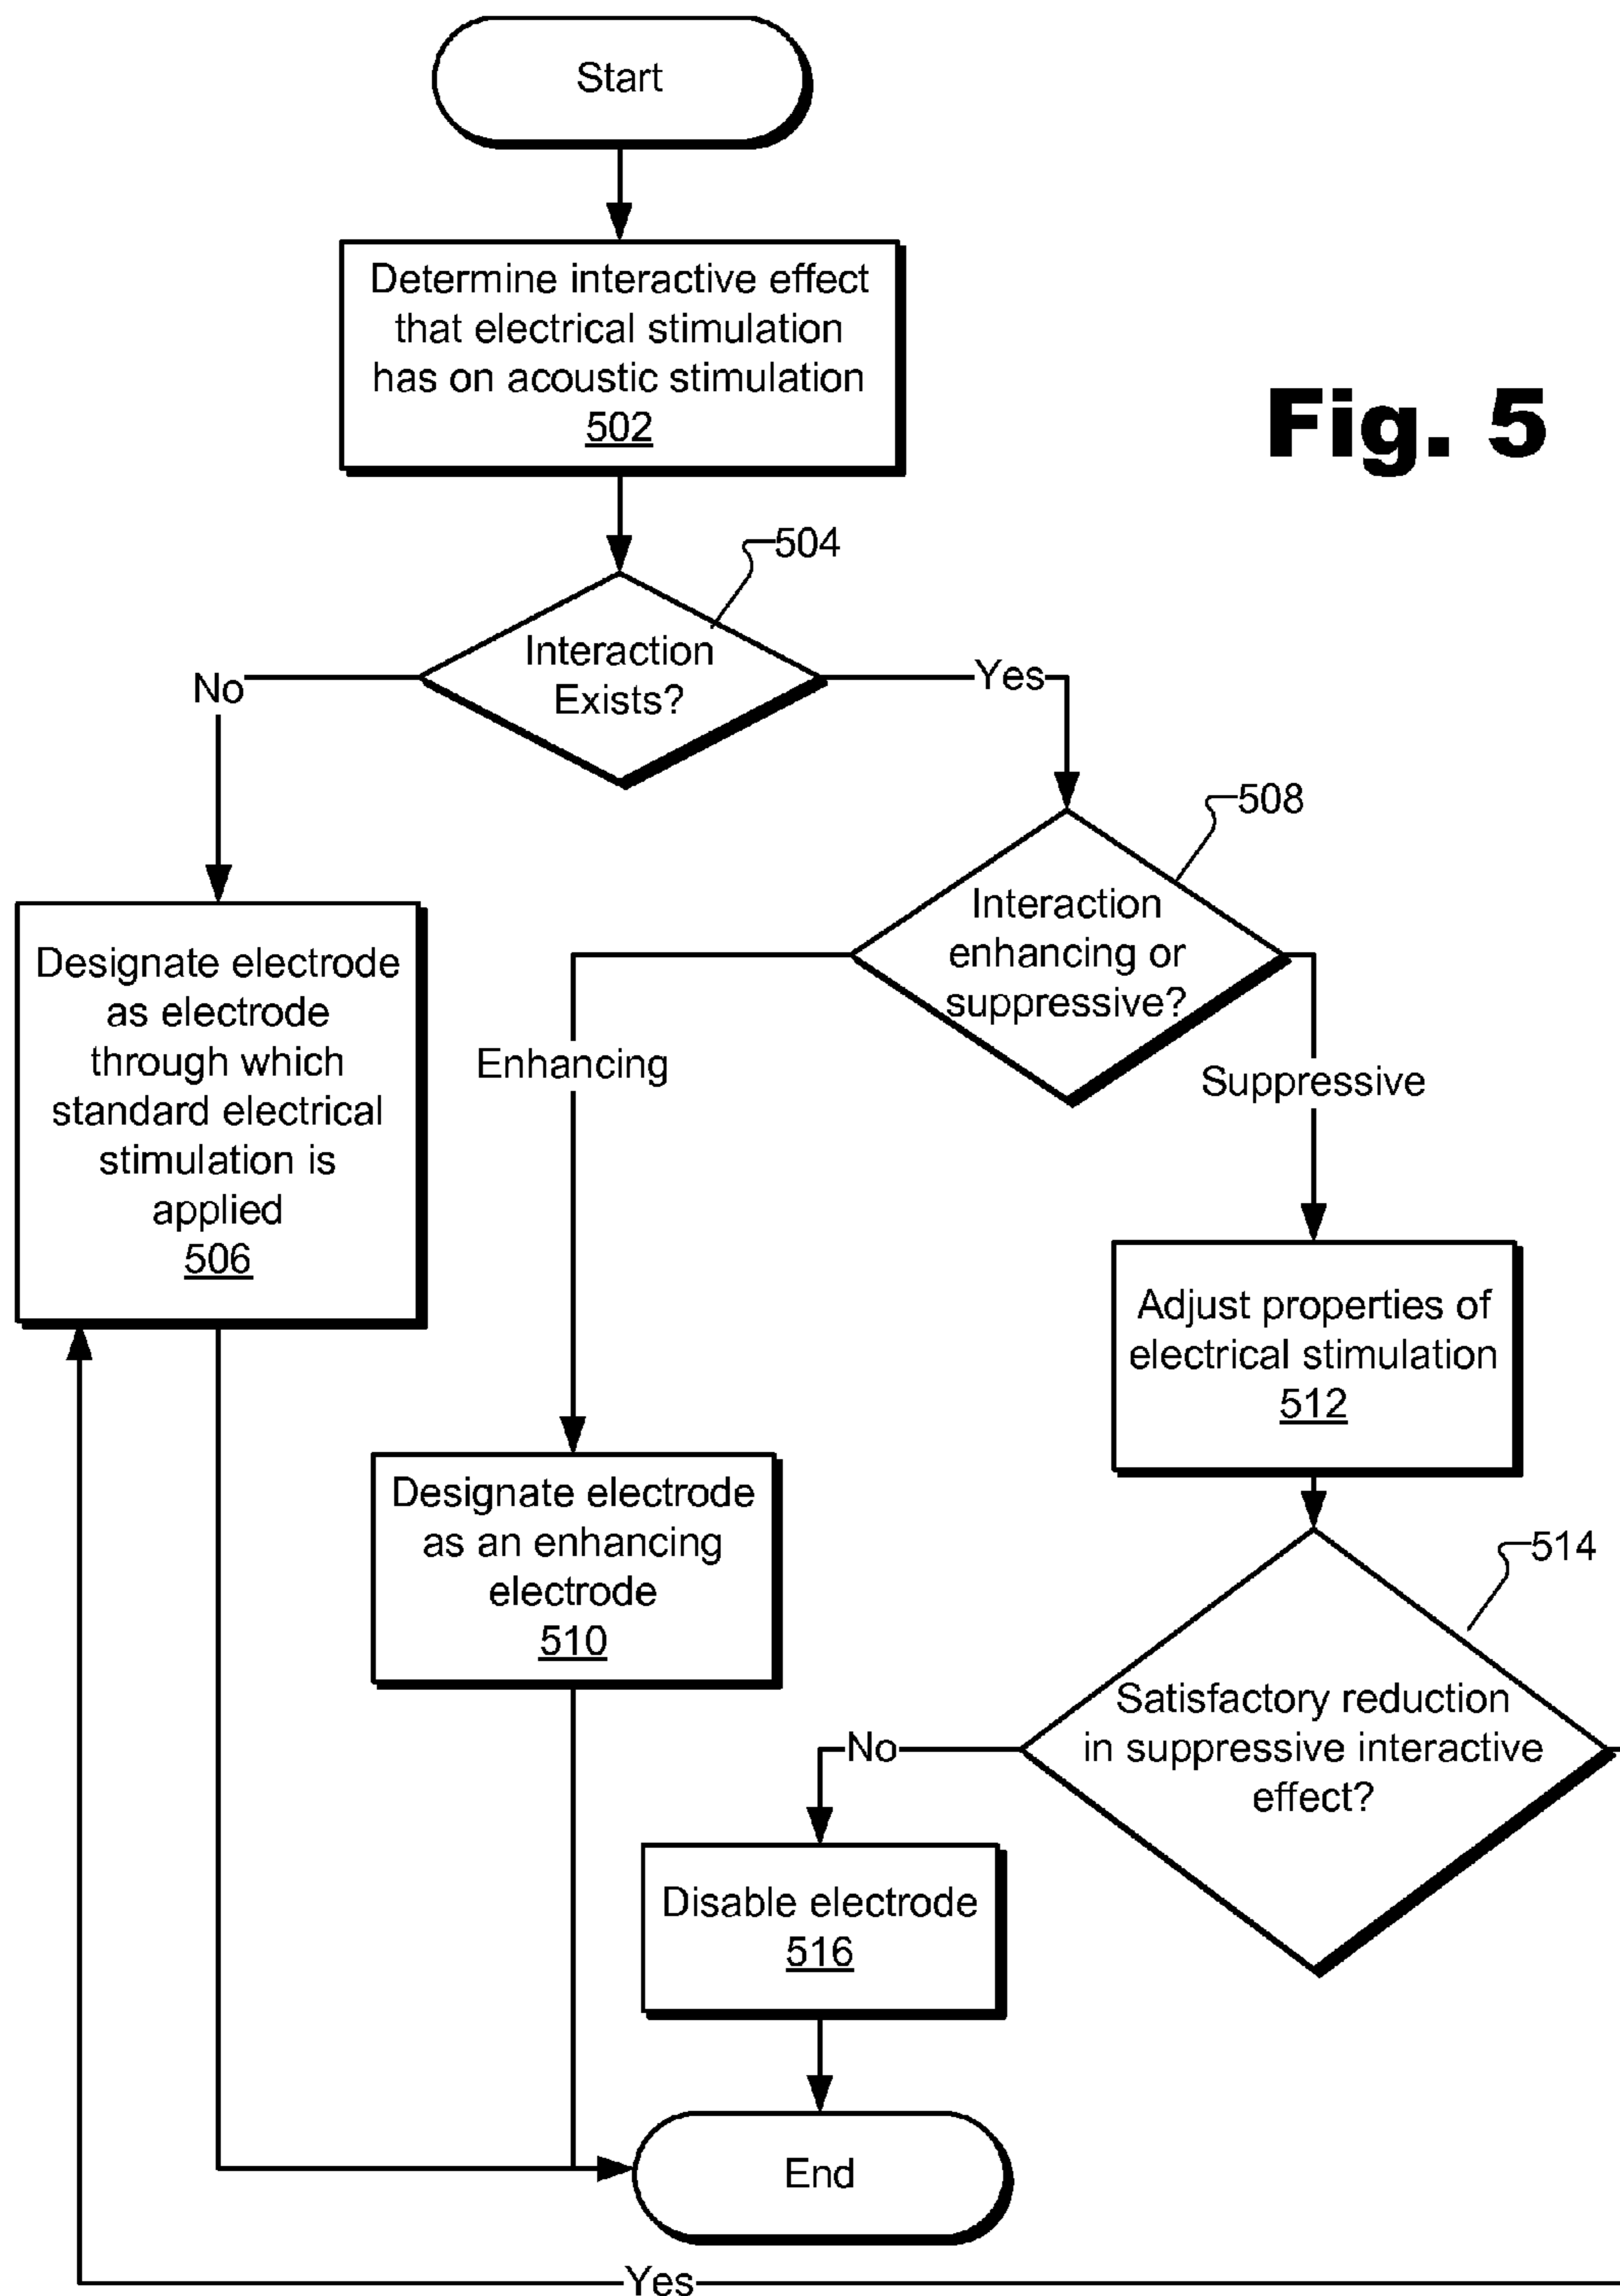 Start
Determine interactive effect
that electrical stimulation
has on acoustic stimulation
502
Fig. 5
504
Interaction
Exists?
No
Yes
508
Interaction
enhancing or
suppressive?
Designate electrode
as electrode
through which
standard electrical
stimulation is
applied
506
Enhancing
Suppressive
Adjust properties of
electrical stimulation
512
Designate electrode
as an enhancing
electrode
510
514
Satisfactory reduction
in suppressive interactive
effect?
No
Disable electrode
516
End
Yes